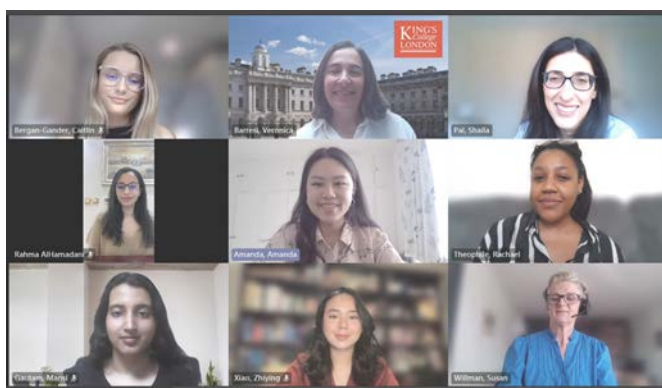 KING'S
College
LONDON
Bergan-Gander, Caitlin
Barresi, Veronica
Pal, Shaila
Rahma AlHamadani
Amanda, Amanda
Theophile, Rachael
Gautam, Mansi
Xiao, Zhiying
Willman, Susan